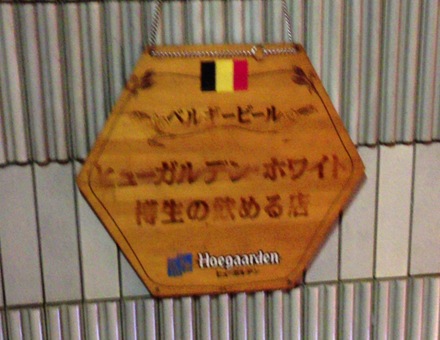 ベルギービール
ヒューガルデン・ホワイト
樽生の飲める店
Hoegaarden
ヒューガルデン